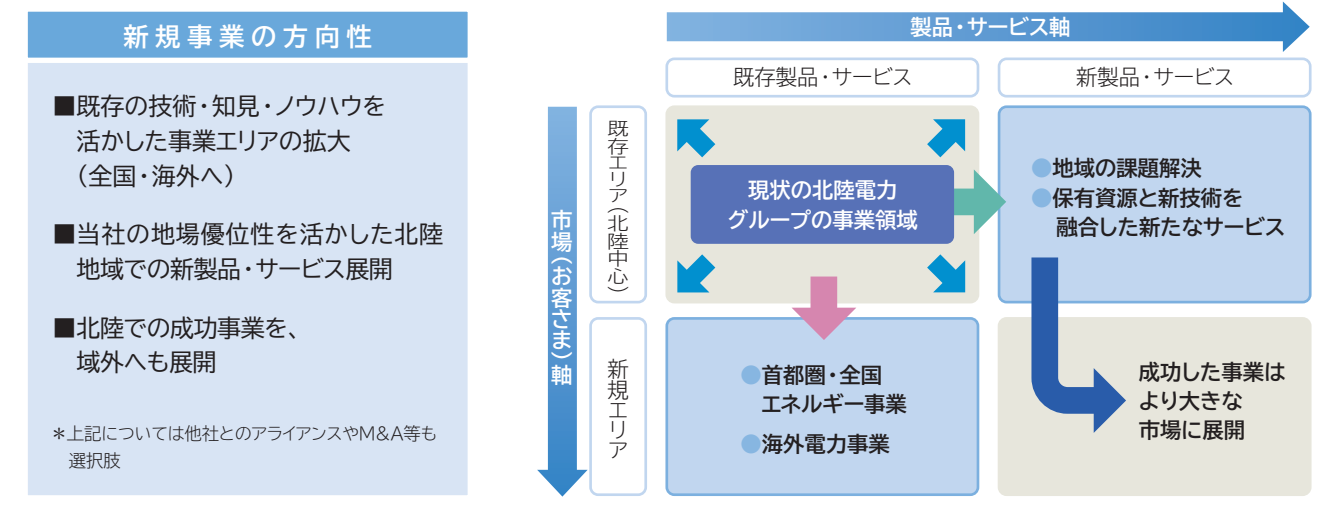 新規事業の方向性
■既存の技術・知見・ノウハウを
活かした事業エリアの拡大
（全国・海外へ）
■当社の地場優位性を活かした北陸
地域での新製品・サービス展開
■北陸での成功事業を、
域外へも展開
＊上記については他社とのアライアンスやM&A等も
選択肢
製品・サービス軸
既存製品・サービス
新製品・サービス
市場（お客さま）軸
既存エリア（北陸中心）
現状の北陸電力
グループの事業領域
●地域の課題解決
●保有資源と新技術を
融合した新たなサービス
新規エリア
●首都圏・全国
エネルギー事業
●海外電力事業
成功した事業は
より大きな
市場に展開